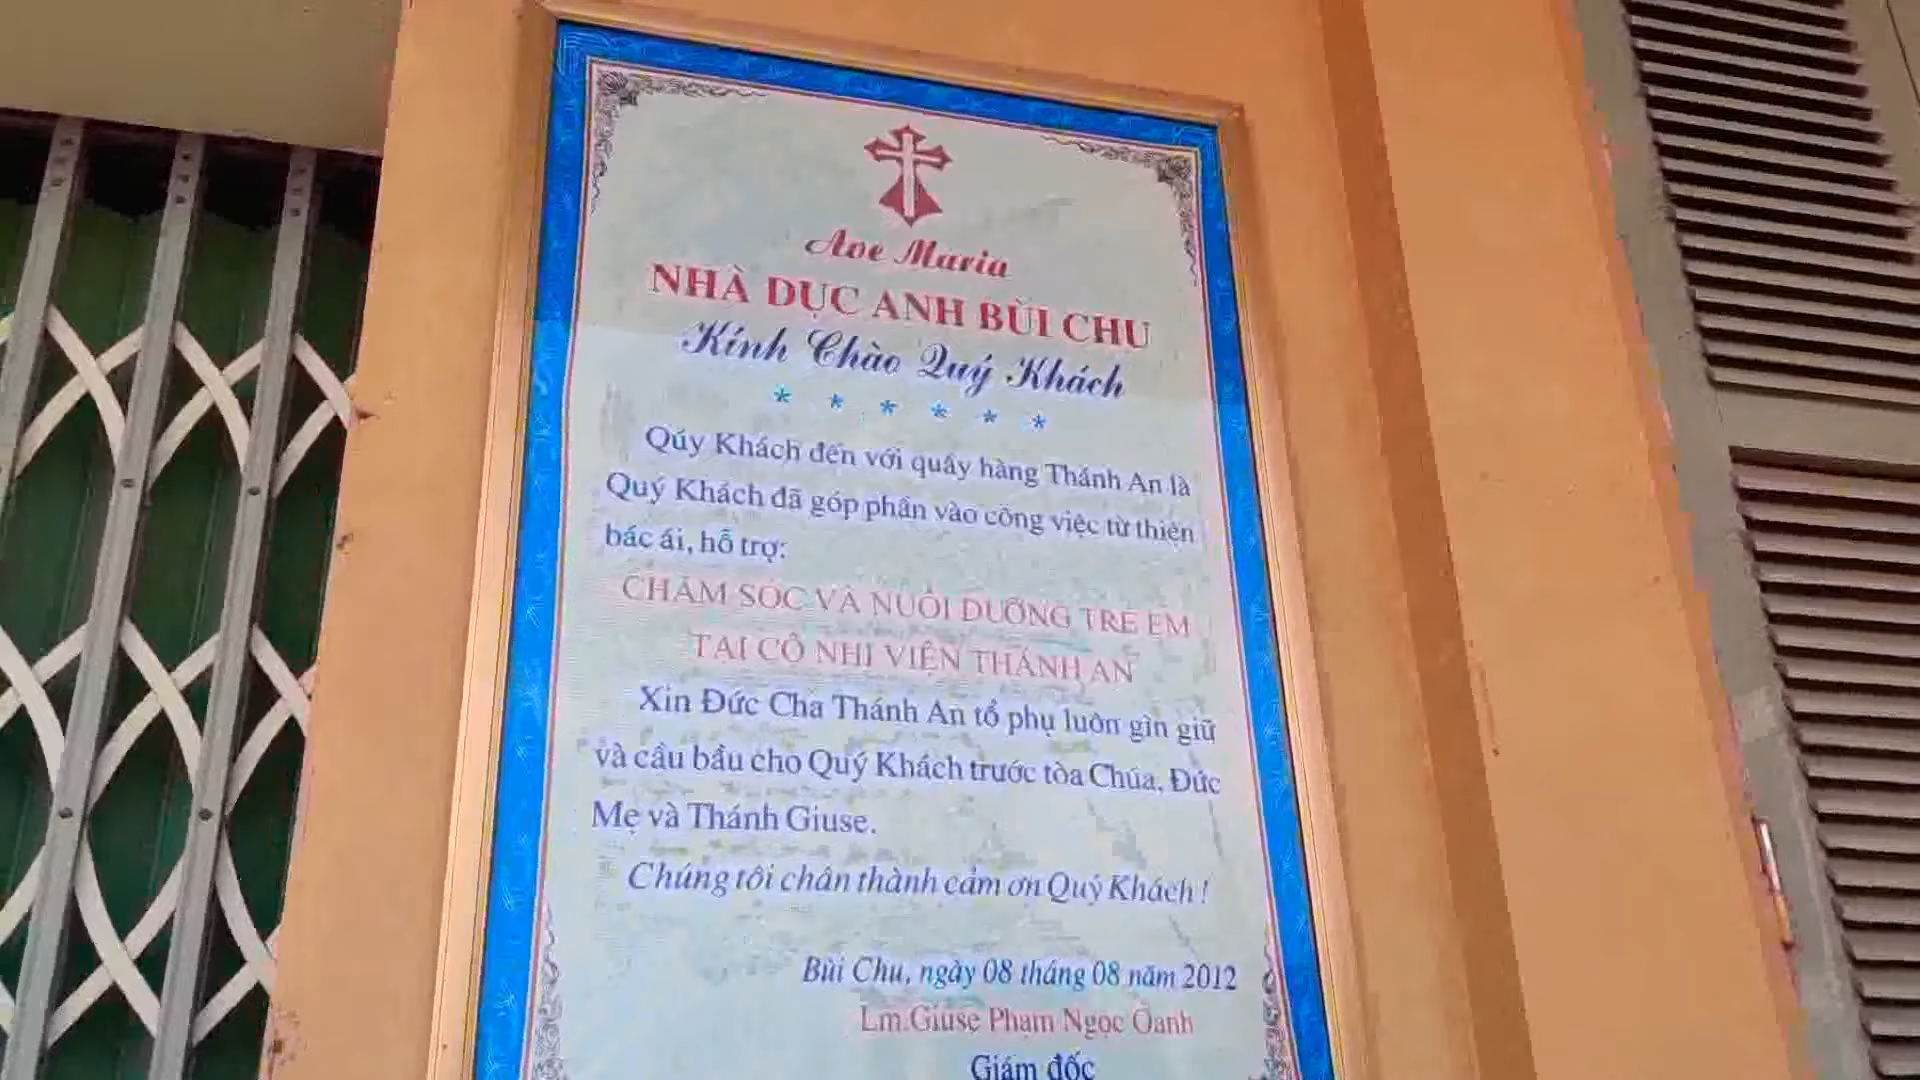 Ave Maria
NHÀ DỤC ANH BÙI CHU
Kính Chào Quý Khách
* * * * * *
Qúy Khách đến với quầy hàng Thánh An là
Quý Khách đã góp phần vào công việc từ thiện
bác ái, hỗ trợ:
CHĂM SÓC VÀ NUÔI DƯỠNG TRẺ EM
TẠI CÔ NHI VIỆN THÁNH AN
Xin Đức Cha Thánh An tổ phụ luôn gìn giữ
và cầu bầu cho Quý Khách trước tòa Chúa, Đức
Mẹ và Thánh Giuse.
Chúng tôi chân thành cảm ơn Quý Khách !
Bùi Chu, ngày 08 tháng 08 năm 2012
Lm.Giuse Phạm Ngọc Oanh
Giám đốc